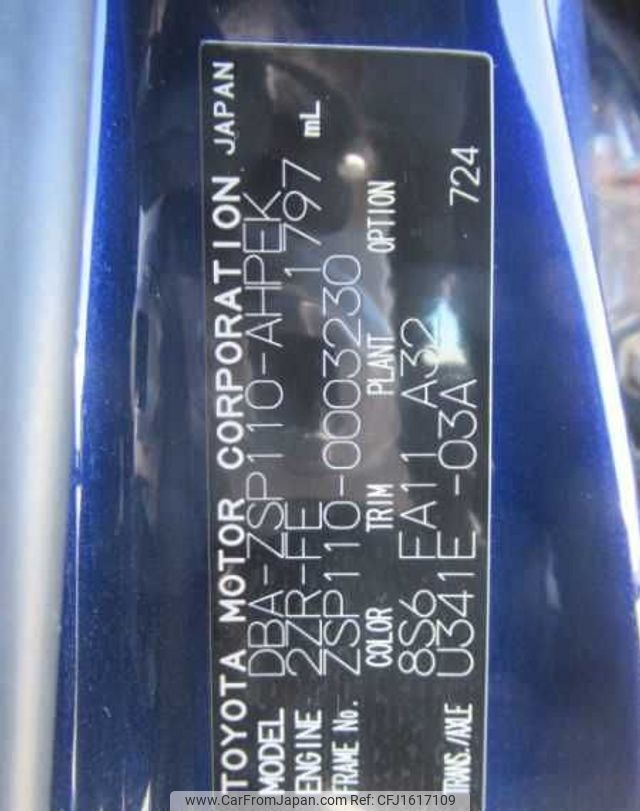 TOYOTA MOTOR CORPORATION JAPAN
MODEL DBA-ZSP110-AHPEK
ENGINE 2ZR-FE 1797 mL
FRAME No. ZSP110-0003230
COLOR TRIM PLANT OPTION
8S6 FA11 A32
TRANS./AXLE U341E -03A 724
www.CarFromJapan.com | Ref:No: CFJ1617109